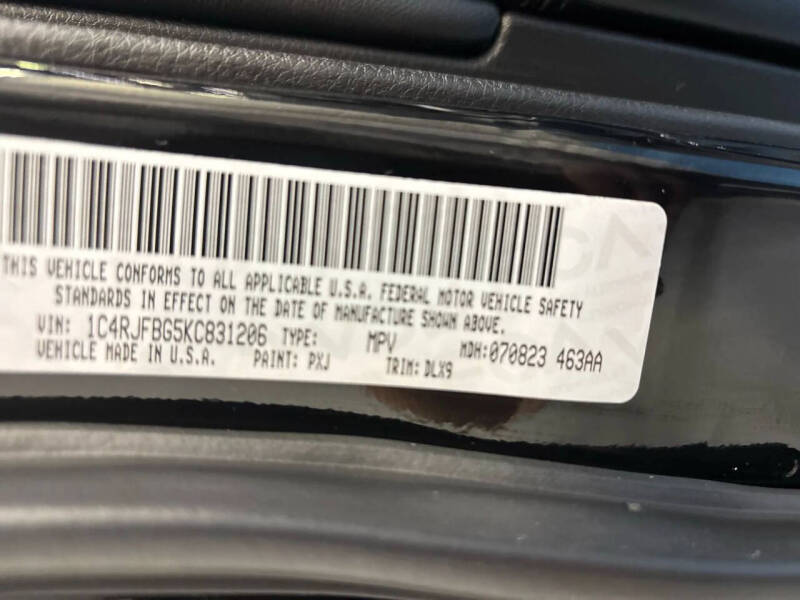 THIS VEHICLE CONFORMS TO ALL APPLICABLE U.S.A. FEDERAL MOTOR VEHICLE SAFETY
STANDARDS IN EFFECT ON THE DATE OF MANUFACTURE SHOWN ABOVE.
VIN: 1C4RJFBG5KC831206 TYPE: MPV MDH:070823 463AA
VEHICLE MADE IN U.S.A. PAINT: PXJ TRIM: DLX9